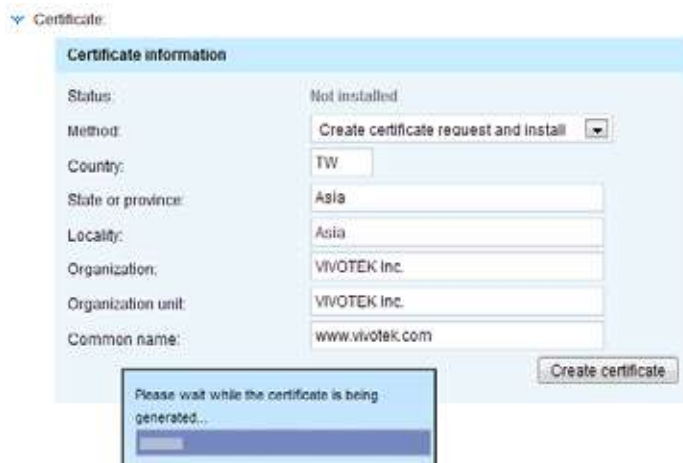 Certificate:
Certificate information
Status: Not installed
Method: Create certificate request and install
Country: TW
State or province: Asia
Locality: Asia
Organization: VIVOTEK Inc.
Organization unit: VIVOTEK Inc.
Common name: www.vivotek.com
Create certificate
Please wait while the certificate is being
generated...